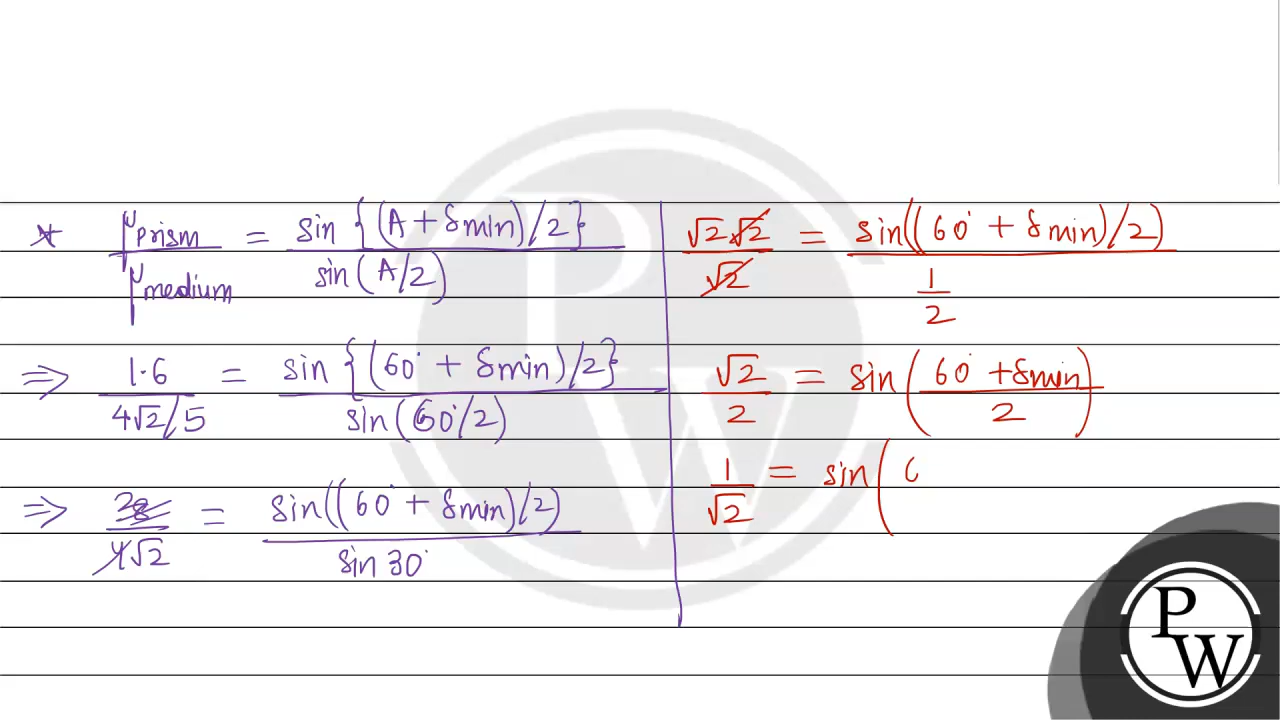 * μprism/μmedium = sin{(A + δmin)/2}/sin(A/2)
⇒ 1.6/(4√2/5) = sin{(60° + δmin)/2}/sin(60°/2)
⇒ 28/4√2 = sin((60° + δmin)/2)/sin 30°
√2.√2/√2 = sin((60° + δmin)/2)/(1/2)
√2/2 = sin((60° + δmin)/2)
1/√2 = sin(
PW
PW